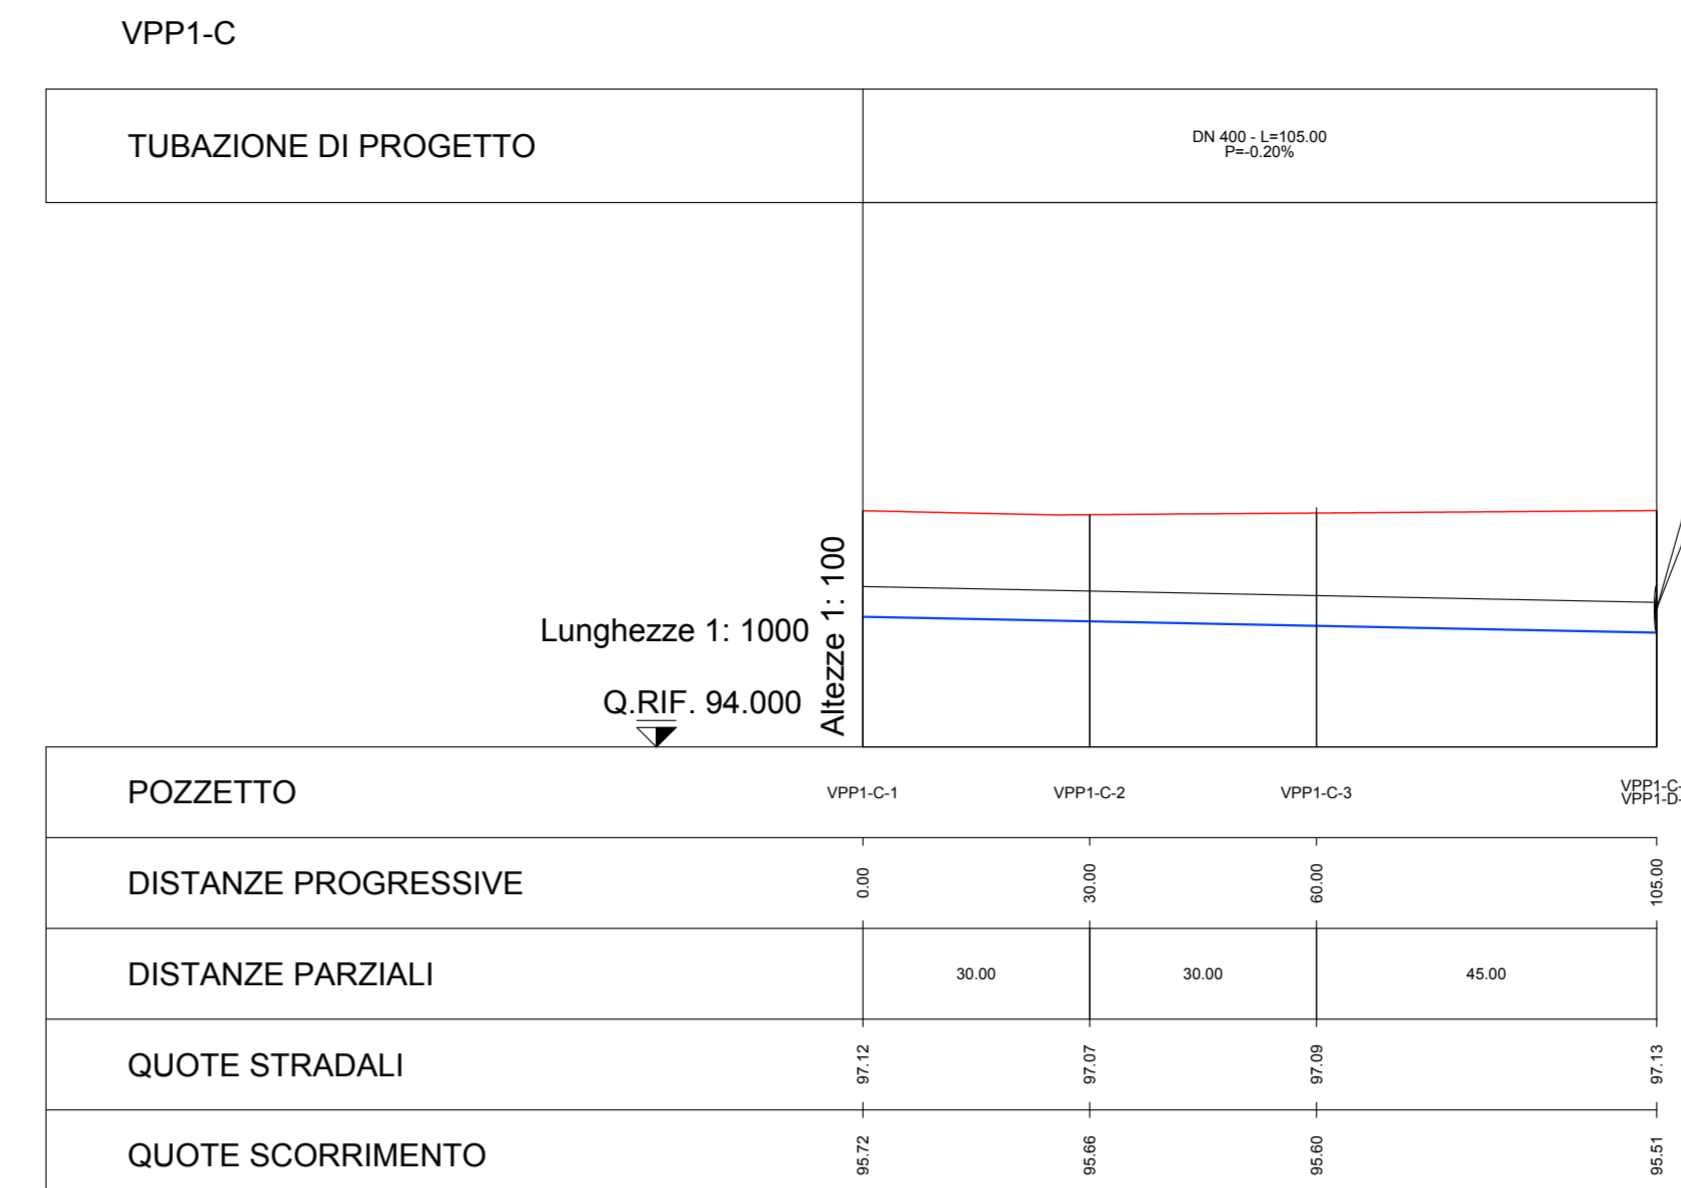 VPP1-C
TUBAZIONE DI PROGETTO
DN 400 - L=105.00
P=-0.20%
Lunghezze 1: 1000
Altezze 1: 100
Q.RIF. 94.000
POZZETTO
VPP1-C-1
VPP1-C-2
VPP1-C-3
VPP1-C-
VPP1-D-
DISTANZE PROGRESSIVE
0.00
30.00
60.00
105.00
DISTANZE PARZIALI
30.00
30.00
45.00
QUOTE STRADALI
97.12
97.07
97.09
97.13
QUOTE SCORRIMENTO
95.72
95.66
95.60
95.51